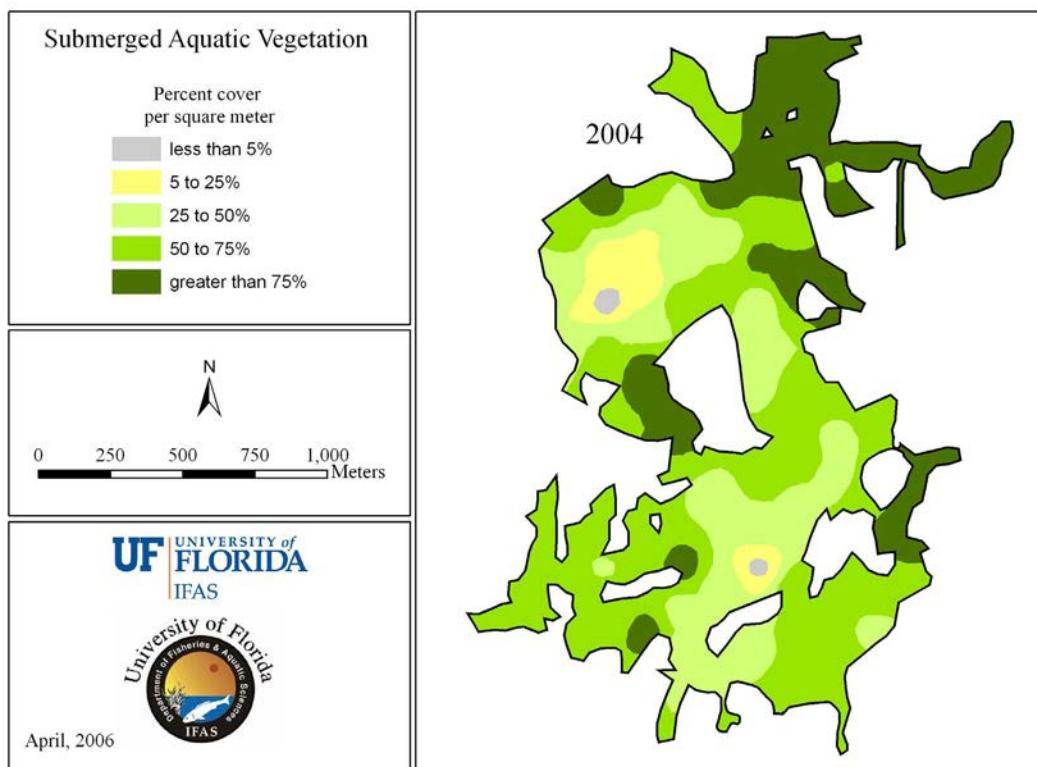 Submerged Aquatic Vegetation
Percent cover
per square meter
less than 5%
5 to 25%
25 to 50%
50 to 75%
greater than 75%
N
0 250 500 750 1,000
Meters
UF UNIVERSITY of
FLORIDA
IFAS
University of Florida
Department of Fisheries & Aquatic Sciences
IFAS
April, 2006
2004